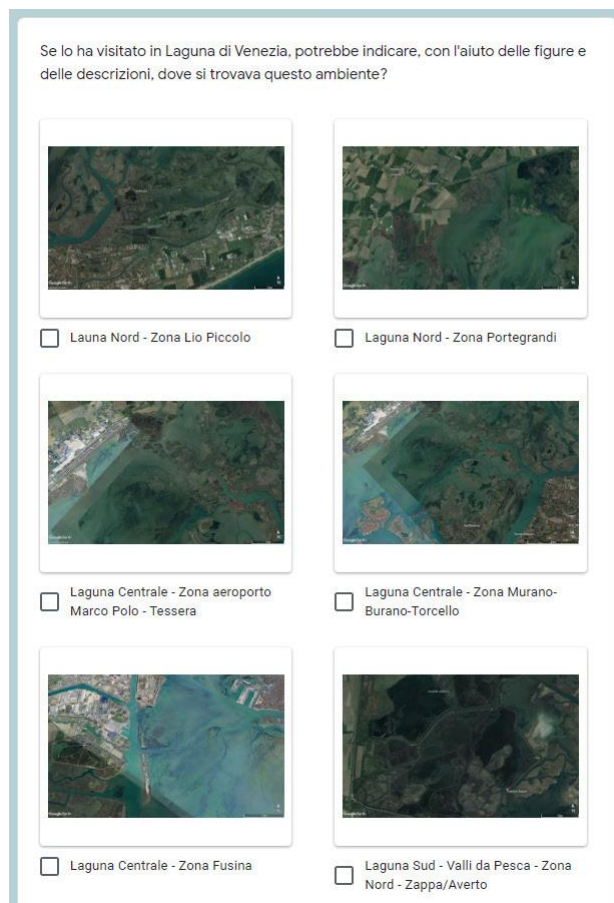 Se lo ha visitato in Laguna di Venezia, potrebbe indicare, con l'aiuto delle figure e
delle descrizioni, dove si trovava questo ambiente?
Launa Nord - Zona Lio Piccolo
Laguna Nord - Zona Portegrandi
Laguna Centrale - Zona aeroporto
Marco Polo - Tessera
Laguna Centrale - Zona Murano-
Burano-Torcello
Laguna Centrale - Zona Fusina
Laguna Sud - Valli da Pesca - Zona
Nord - Zappa/Averto